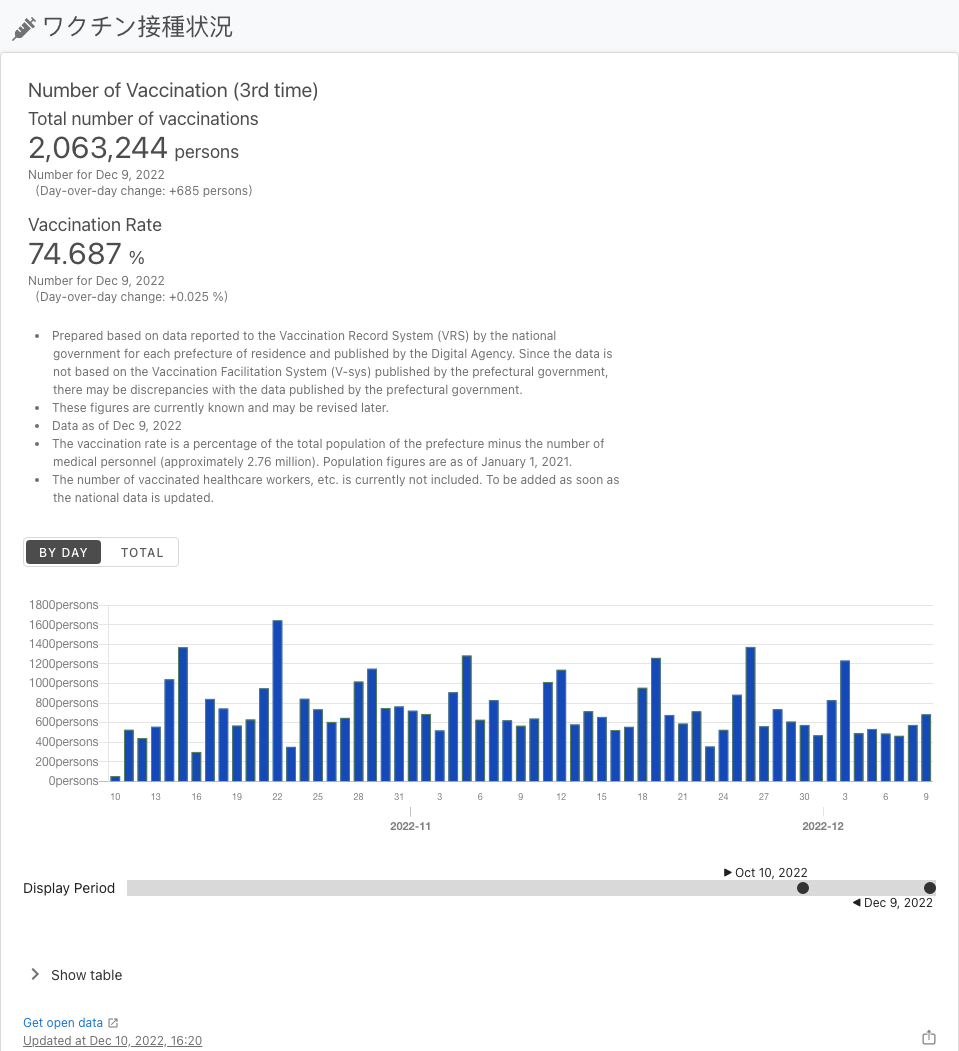 ワクチン接種状況
Number of Vaccination (3rd time)
Total number of vaccinations
2,063,244 persons
Number for Dec 9, 2022
(Day-over-day change: +685 persons)
Vaccination Rate
74.687 %
Number for Dec 9, 2022
(Day-over-day change: +0.025 %)
• Prepared based on data reported to the Vaccination Record System (VRS) by the national
government for each prefecture of residence and published by the Digital Agency. Since the data is
not based on the Vaccination Facilitation System (V-sys) published by the prefectural government,
there may be discrepancies with the data published by the prefectural government.
• These figures are currently known and may be revised later.
• Data as of Dec 9, 2022
• The vaccination rate is a percentage of the total population of the prefecture minus the number of
medical personnel (approximately 2.76 million). Population figures are as of January 1, 2021.
• The number of vaccinated healthcare workers, etc. is currently not included. To be added as soon as
the national data is updated.
BY DAY TOTAL
1800persons
1600persons
1400persons
1200persons
1000persons
800persons
600persons
400persons
200persons
0persons
10 13 16 19 22 25 28 31 3 6 9 12 15 18 21 24 27 30 3 6 9
2022-11 2022-12
▶ Oct 10, 2022
Display Period
◀ Dec 9, 2022
Show table
Get open data
Updated at Dec 10, 2022, 16:20